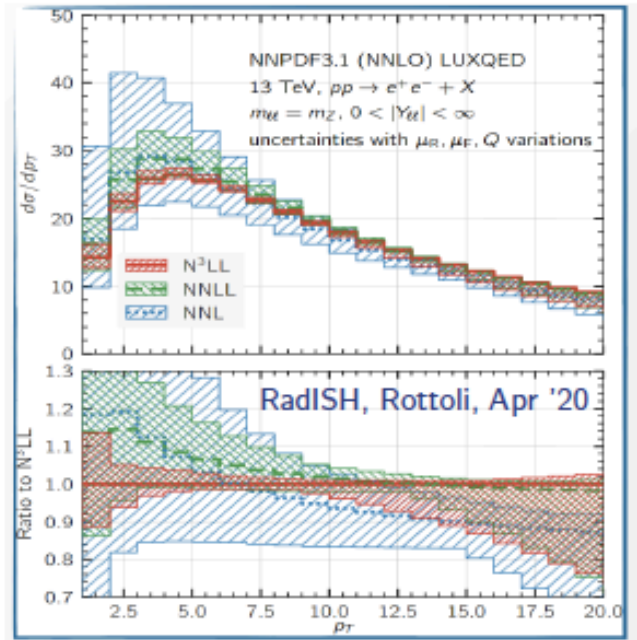 50
40
30
20
10
0
dσ/dp_T
NNPDF3.1 (NNLO) LUXQED
13 TeV, pp → e⁺e⁻ + X
m_ℓℓ = m_Z, 0 < |Y_ℓℓ| < ∞
uncertainties with μ_R, μ_F, Q variations
N³LL
NNLL
NNL
1.3
1.2
1.1
1.0
0.9
0.8
0.7
Ratio to N³LL
RadISH, Rottoli, Apr '20
2.5 5.0 7.5 10.0 12.5 15.0 17.5 20.0
p_T